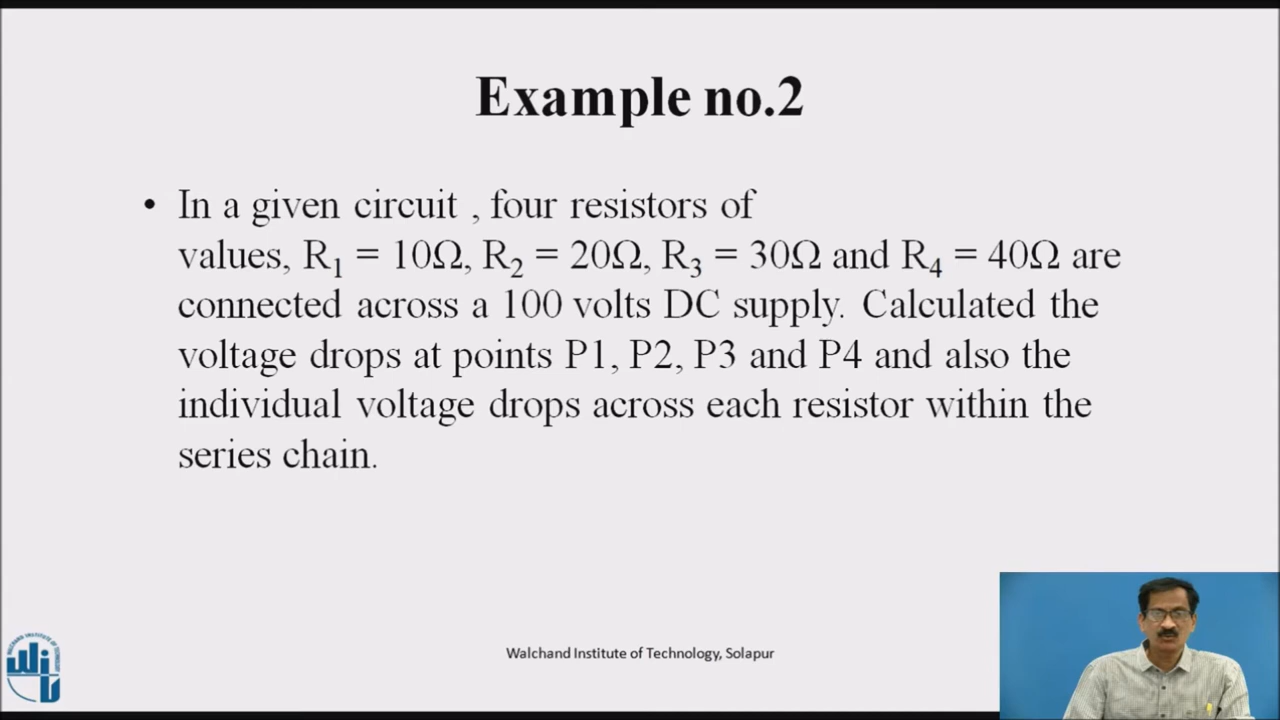 Example no.2
• In a given circuit , four resistors of
values, R₁ = 10Ω, R₂ = 20Ω, R₃ = 30Ω and R₄ = 40Ω are
connected across a 100 volts DC supply. Calculated the
voltage drops at points P1, P2, P3 and P4 and also the
individual voltage drops across each resistor within the
series chain.
Walchand Institute of Technology, Solapur